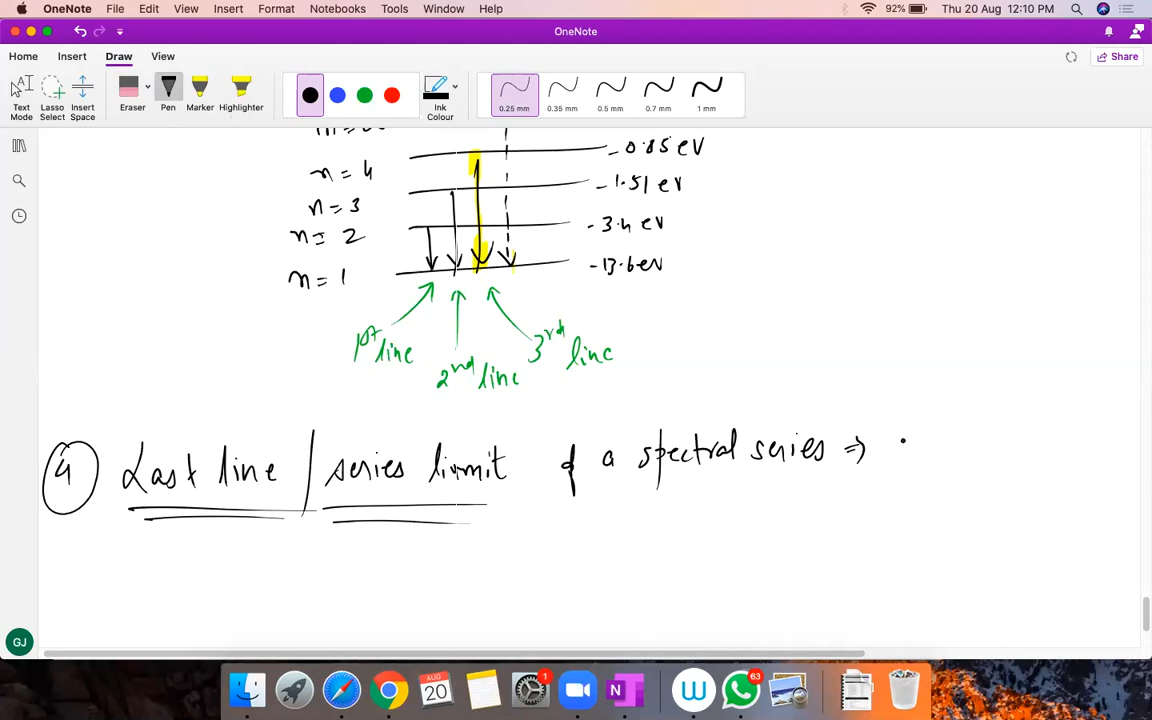 OneNote File Edit View Insert Format Notebooks Tools Window Help 92% Thu 20 Aug 12:10 PM
OneNote
Home Insert Draw View Share
Text Mode Lasso Select Insert Space Eraser Pen Marker Highlighter Ink Colour 0.25 mm 0.35 mm 0.5 mm 0.7 mm 1 mm
n = 4 - 0.85 eV
n = 3 - 1.51 eV
n = 2 - 3.4 eV
n = 1 - 13.6 eV
1st line 2nd line 3rd line
4 Last line / series limit of a spectral series ⇒
GJ
AUG 20 1 W 63 N